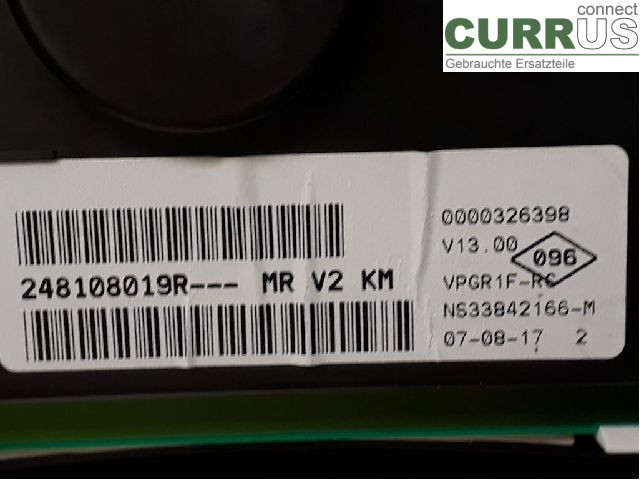 connect
CURRUS
Gebrauchte Ersatzteile
0000326398
V13.00
096
248108019R--- MR V2 KM
VPGR1F-RC
NS33842166-M
07-08-17 2